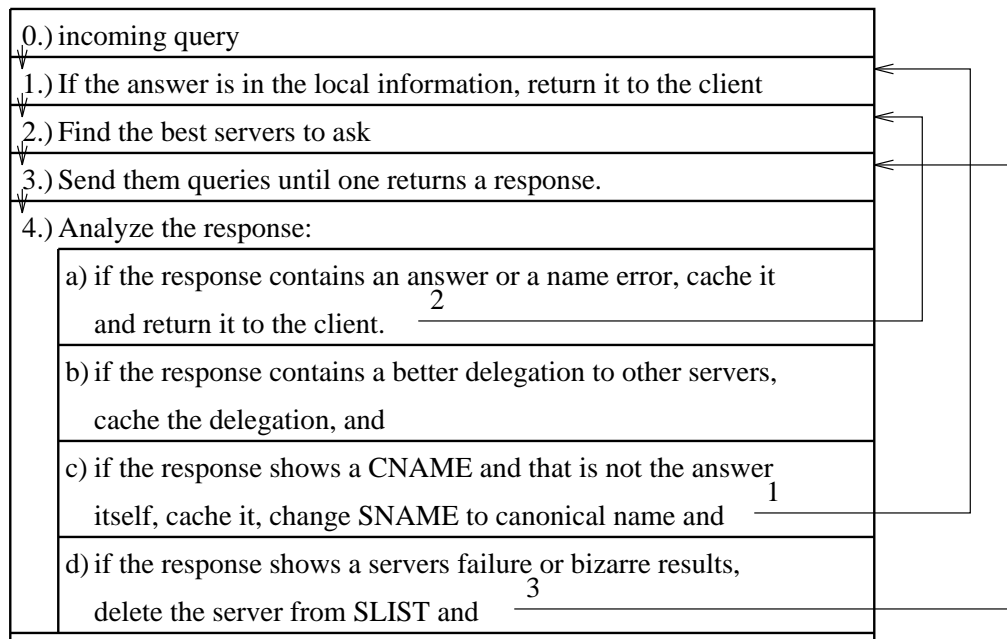 0.) incoming query
1.) If the answer is in the local information, return it to the client
2.) Find the best servers to ask
3.) Send them queries until one returns a response.
4.) Analyze the response:
a) if the response contains an answer or a name error, cache it
and return it to the client. 2
b) if the response contains a better delegation to other servers,
cache the delegation, and
c) if the response shows a CNAME and that is not the answer
itself, cache it, change SNAME to canonical name and 1
d) if the response shows a servers failure or bizarre results,
delete the server from SLIST and 3